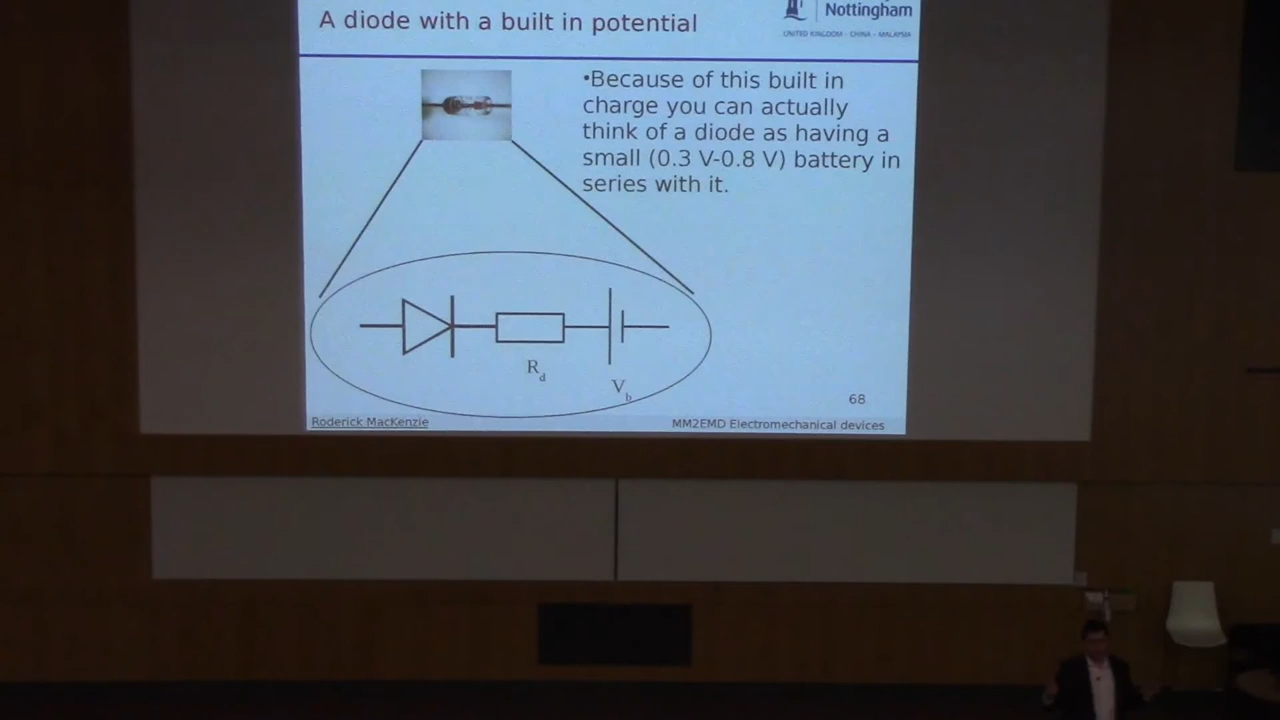 A diode with a built in potential
Nottingham
UNITED KINGDOM · CHINA · MALAYSIA
•Because of this built in
charge you can actually
think of a diode as having a
small (0.3 V-0.8 V) battery in
series with it.
R_d
V_b
68
Roderick MacKenzie
MM2EMD Electromechanical devices